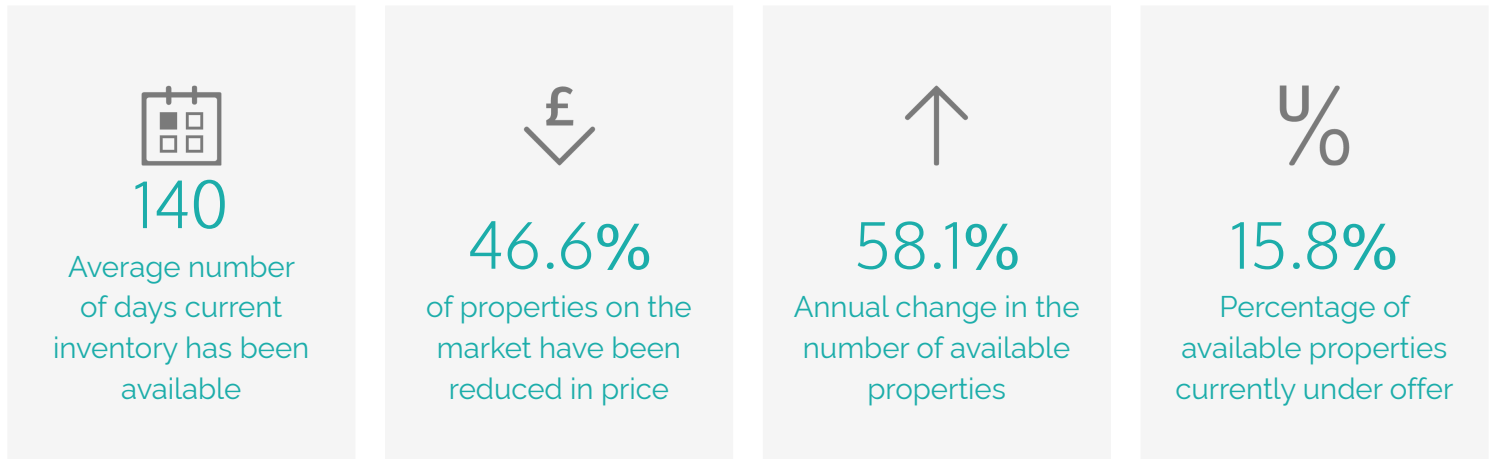 140
Average number
of days current
inventory has been
available
£
46.6%
of properties on the
market have been
reduced in price
58.1%
Annual change in the
number of available
properties
U%
15.8%
Percentage of
available properties
currently under offer